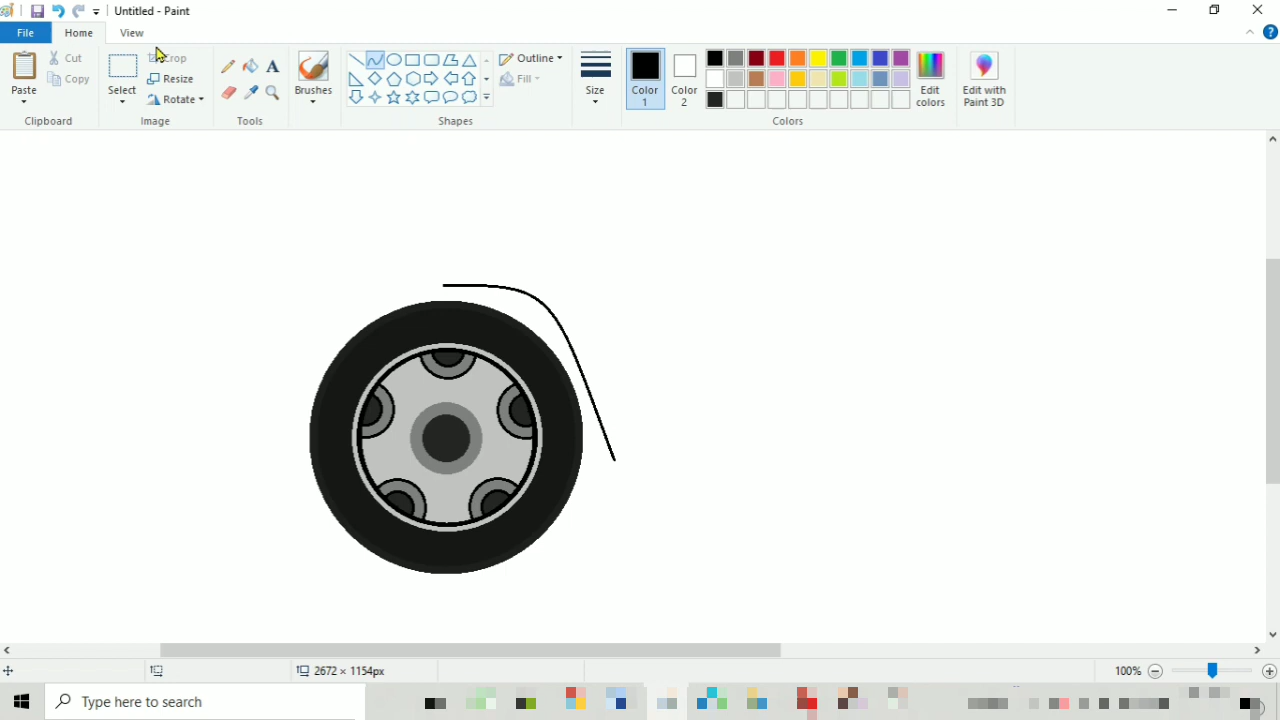 Untitled - Paint
File
Home
View
Paste
Cut
Copy
Clipboard
Select
Crop
Resize
Rotate
Image
Tools
Brushes
Shapes
Outline
Fill
Size
Color 1
Color 2
Edit colors
Colors
Edit with Paint 3D
2672 × 1154px
100%
Type here to search